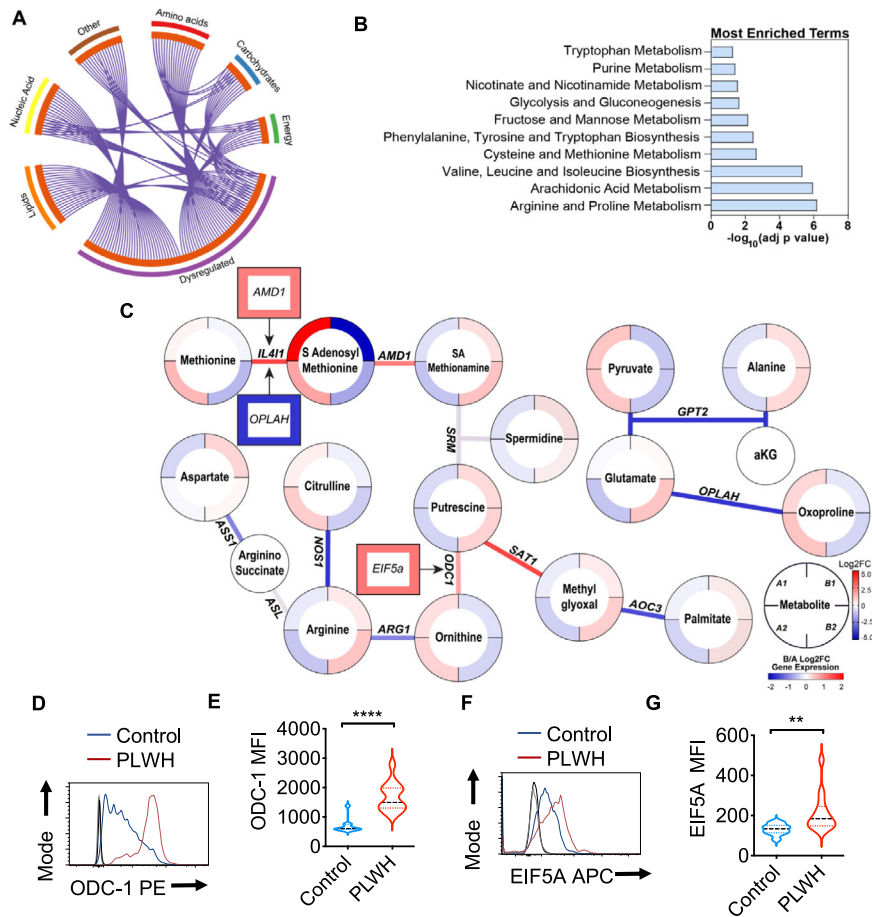 A
Other
Amino acids
Carbohydrates
Energy
Nucleic Acid
Lipids
Dysregulated
B
Most Enriched Terms
Tryptophan Metabolism
Purine Metabolism
Nicotinate and Nicotinamide Metabolism
Glycolysis and Gluconeogenesis
Fructose and Mannose Metabolism
Phenylalanine, Tyrosine and Tryptophan Biosynthesis
Cysteine and Methionine Metabolism
Valine, Leucine and Isoleucine Biosynthesis
Arachidonic Acid Metabolism
Arginine and Proline Metabolism
0 2 4 6 8
-log10(adj p value)
C
AMD1
Methionine
IL4I1
S Adenosyl
Methionine
AMD1
SA
Methionamine
OPLAH
SRM
Spermidine
Pyruvate
Alanine
GPT2
aKG
Glutamate
OPLAH
Oxoproline
Aspartate
Citrulline
Putrescine
ASS1
NOS1
Arginino
Succinate
EIF5a
ODC1
SAT1
ASL
Arginine
ARG1
Ornithine
Methyl
glyoxal
AOC3
Palmitate
A1
B1
Metabolite
A2
B2
Log2FC
5.0
2.5
0
-2.5
-5.0
B/A Log2FC
Gene Expression
-2 -1 0 1 2
D
Control
PLWH
Mode
ODC-1 PE
E
****
4000
3000
2000
1000
0
ODC-1 MFI
Control
PLWH
F
Control
PLWH
Mode
EIF5A APC
G
**
600
400
200
0
EIF5A MFI
Control
PLWH